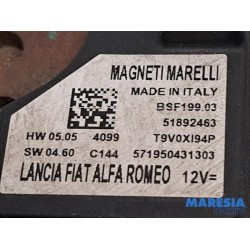 MAGNETI MARELLI
MADE IN ITALY
BSF199.03
51892463
HW 05.05 4099 T9V0XI94P
SW 04.60 C144 571950431303
LANCIA FIAT ALFA ROMEO 12V=
MARESIA
PARTS